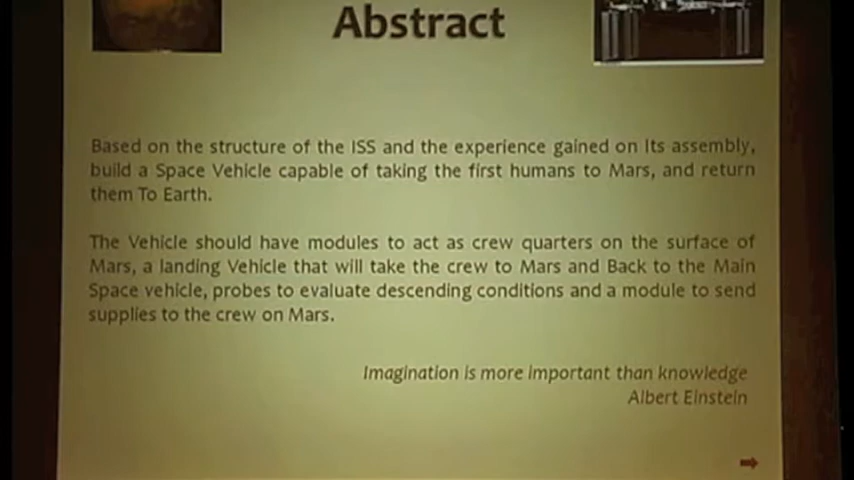 Abstract
Based on the structure of the ISS and the experience gained on Its assembly,
build a Space Vehicle capable of taking the first humans to Mars, and return
them To Earth.
The Vehicle should have modules to act as crew quarters on the surface of
Mars, a landing Vehicle that will take the crew to Mars and Back to the Main
Space vehicle, probes to evaluate descending conditions and a module to send
supplies to the crew on Mars.
Imagination is more important than knowledge
Albert Einstein